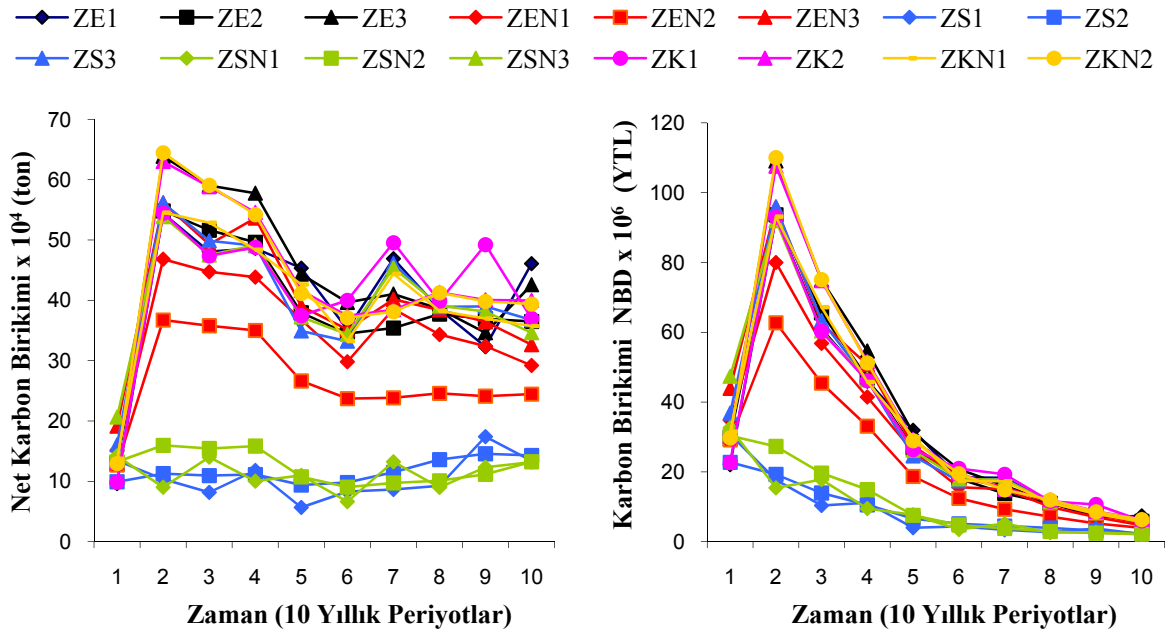 ZE1 ZE2 ZE3 ZEN1 ZEN2 ZEN3 ZS1 ZS2
ZS3 ZSN1 ZSN2 ZSN3 ZK1 ZK2 ZKN1 ZKN2
Net Karbon Birikimi x 10⁴ (ton)
70
60
50
40
30
20
10
0
1 2 3 4 5 6 7 8 9 10
Zaman (10 Yıllık Periyotlar)
Karbon Birikimi NBD x 10⁶ (YTL)
120
100
80
60
40
20
0
1 2 3 4 5 6 7 8 9 10
Zaman (10 Yıllık Periyotlar)